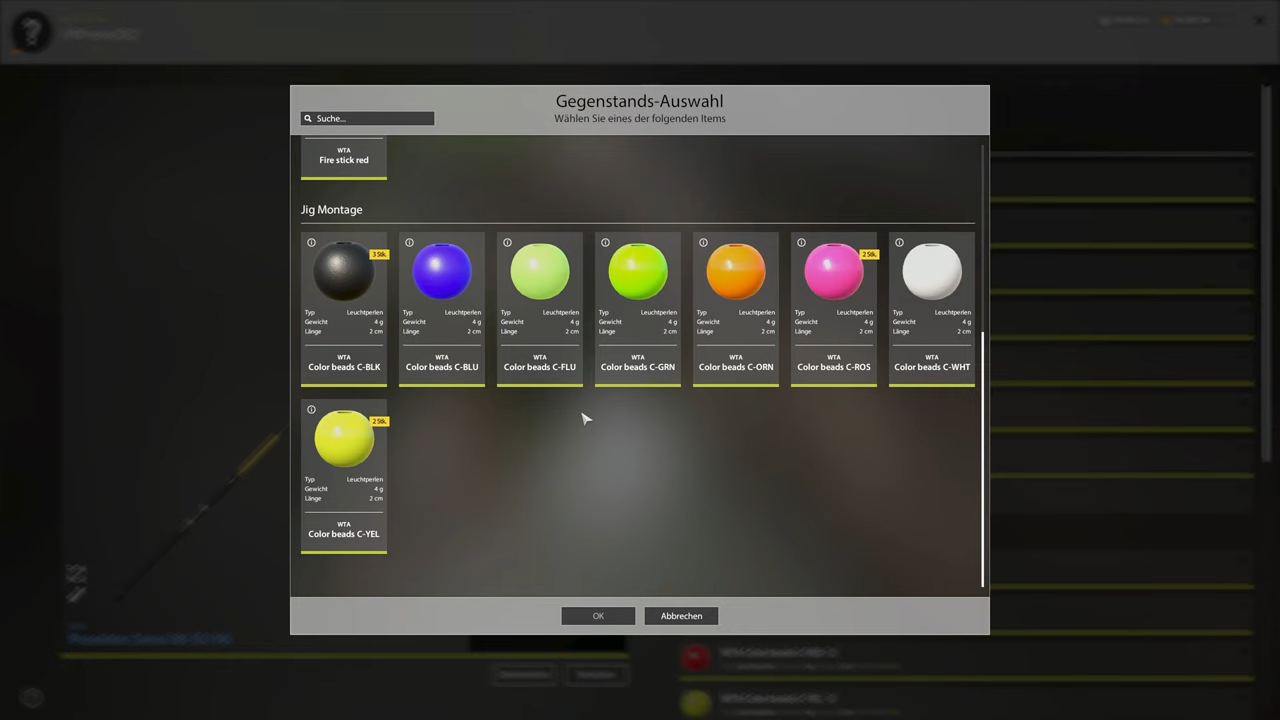 Gegenstands-Auswahl
Suche...
Wählen Sie eines der folgenden Items
WTA
Fire stick red
Jig Montage
3 Stk.
2 Stk.
Typ Leuchtperlen
Gewicht 4 g
Länge 2 cm
WTA
Color beads C-BLK
Typ Leuchtperlen
Gewicht 4 g
Länge 2 cm
WTA
Color beads C-BLU
Typ Leuchtperlen
Gewicht 4 g
Länge 2 cm
WTA
Color beads C-FLU
Typ Leuchtperlen
Gewicht 4 g
Länge 2 cm
WTA
Color beads C-GRN
Typ Leuchtperlen
Gewicht 4 g
Länge 2 cm
WTA
Color beads C-ORN
Typ Leuchtperlen
Gewicht 4 g
Länge 2 cm
WTA
Color beads C-ROS
Typ Leuchtperlen
Gewicht 4 g
Länge 2 cm
WTA
Color beads C-WHT
2 Stk.
Typ Leuchtperlen
Gewicht 4 g
Länge 2 cm
WTA
Color beads C-YEL
OK
Abbrechen